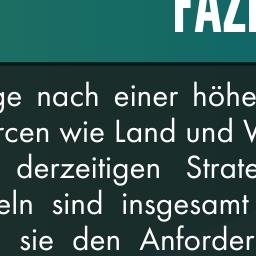 FAZI
ge nach einer höhe
rcen wie Land und V
derzeitigen Strate
eln sind insgesamt
sie den Anforder